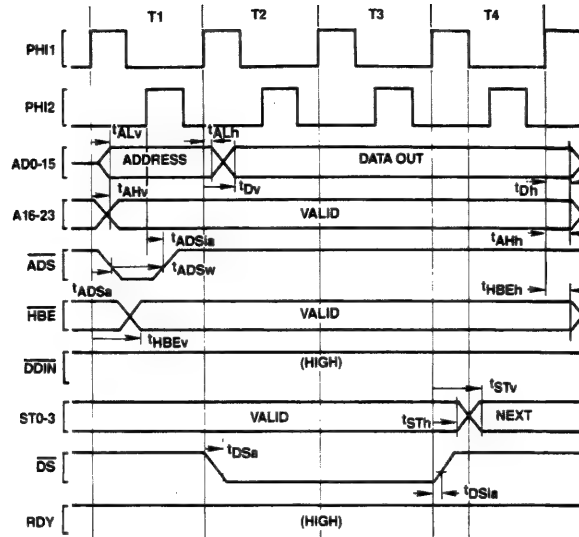 T1 T2 T3 T4
PHI1
PHI2
tALv tALh
AD0-15 ADDRESS DATA OUT
tAHv tDv tDh
A16-23 VALID
tADSia tAHh
ADS tADSw
tADSa tHBEh
HBE VALID
tHBEv
DDIN (HIGH)
tSTv
ST0-3 VALID tSTh NEXT
tDSa
DS
tDSia
RDY (HIGH)